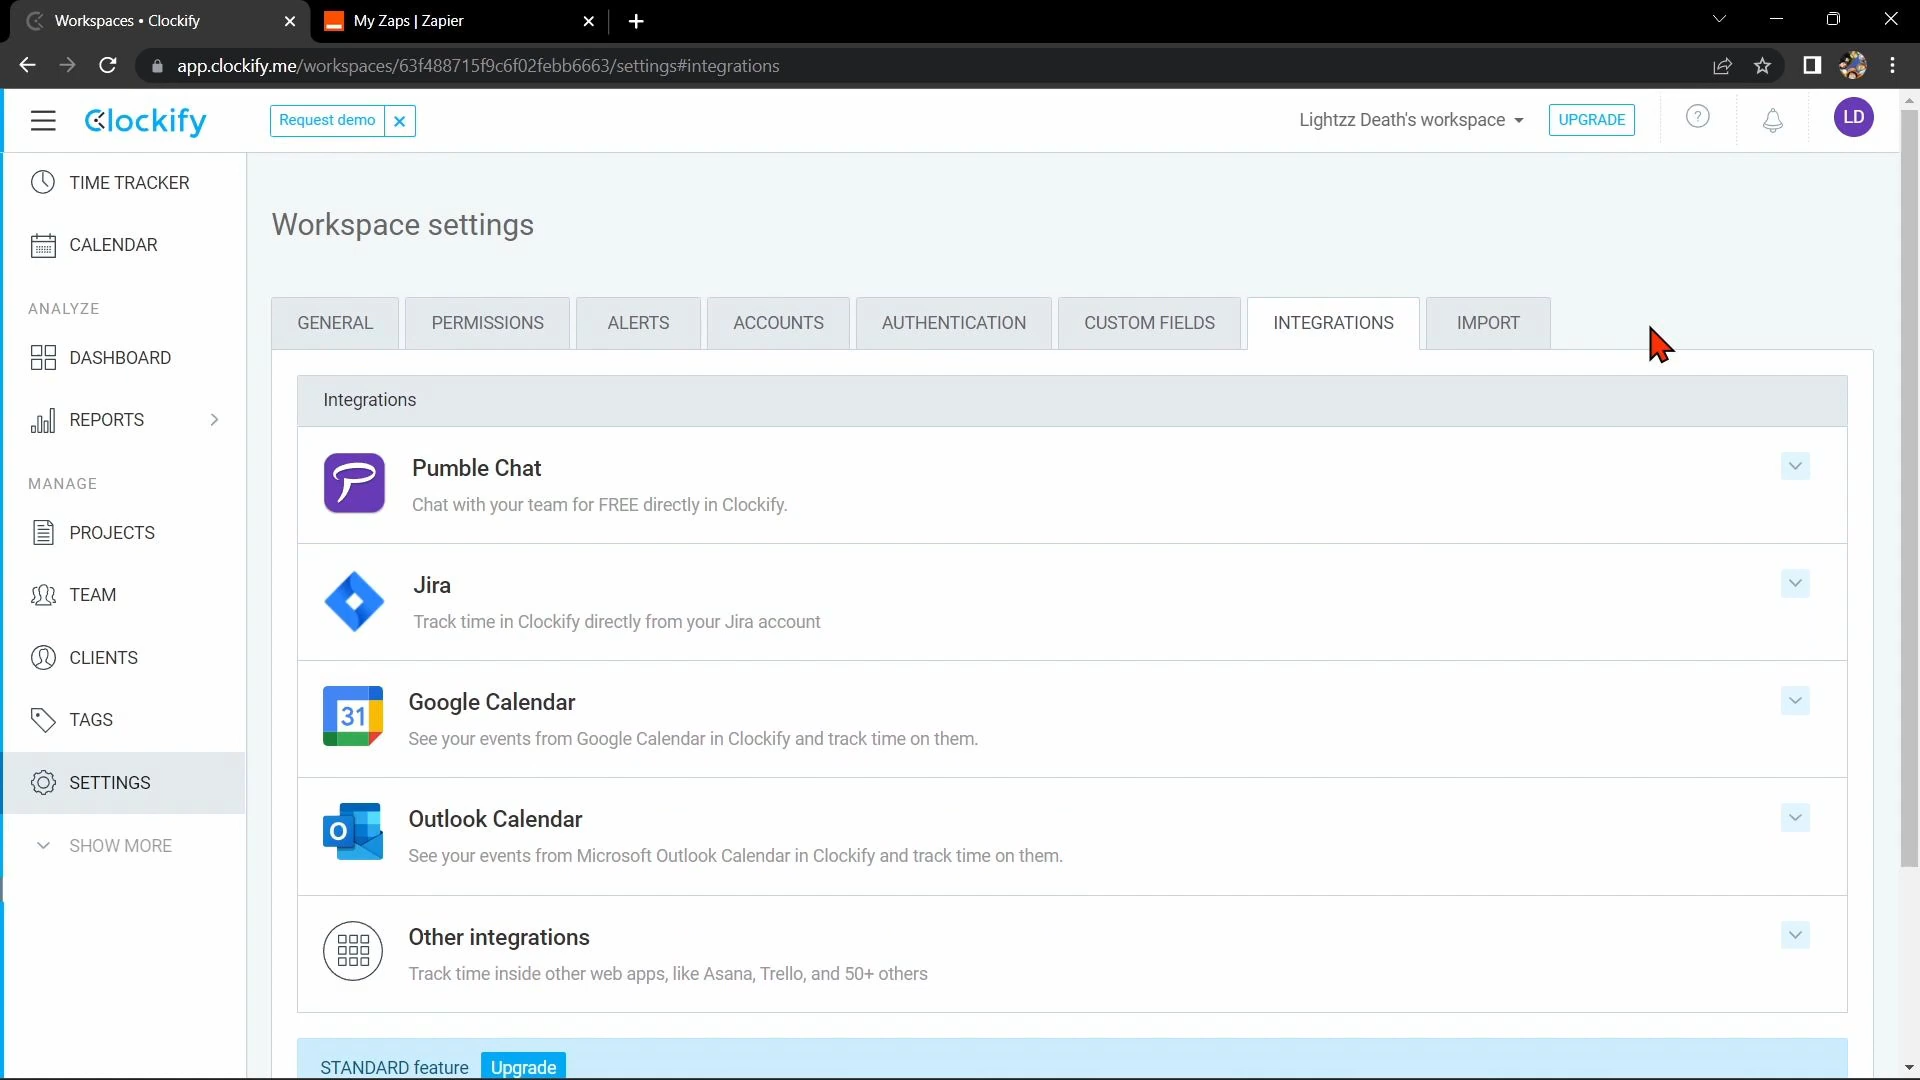 Workspaces • Clockify
My Zaps | Zapier
app.clockify.me/workspaces/63f488715f9c6f02febb6663/settings#integrations
Clockify
Request demo
Lightzz Death's workspace
UPGRADE
LD
TIME TRACKER
CALENDAR
ANALYZE
DASHBOARD
REPORTS
MANAGE
PROJECTS
TEAM
CLIENTS
TAGS
SETTINGS
SHOW MORE
Workspace settings
GENERAL
PERMISSIONS
ALERTS
ACCOUNTS
AUTHENTICATION
CUSTOM FIELDS
INTEGRATIONS
IMPORT
Integrations
Pumble Chat
Chat with your team for FREE directly in Clockify.
Jira
Track time in Clockify directly from your Jira account
31
Google Calendar
See your events from Google Calendar in Clockify and track time on them.
O
Outlook Calendar
See your events from Microsoft Outlook Calendar in Clockify and track time on them.
Other integrations
Track time inside other web apps, like Asana, Trello, and 50+ others
STANDARD feature
Upgrade